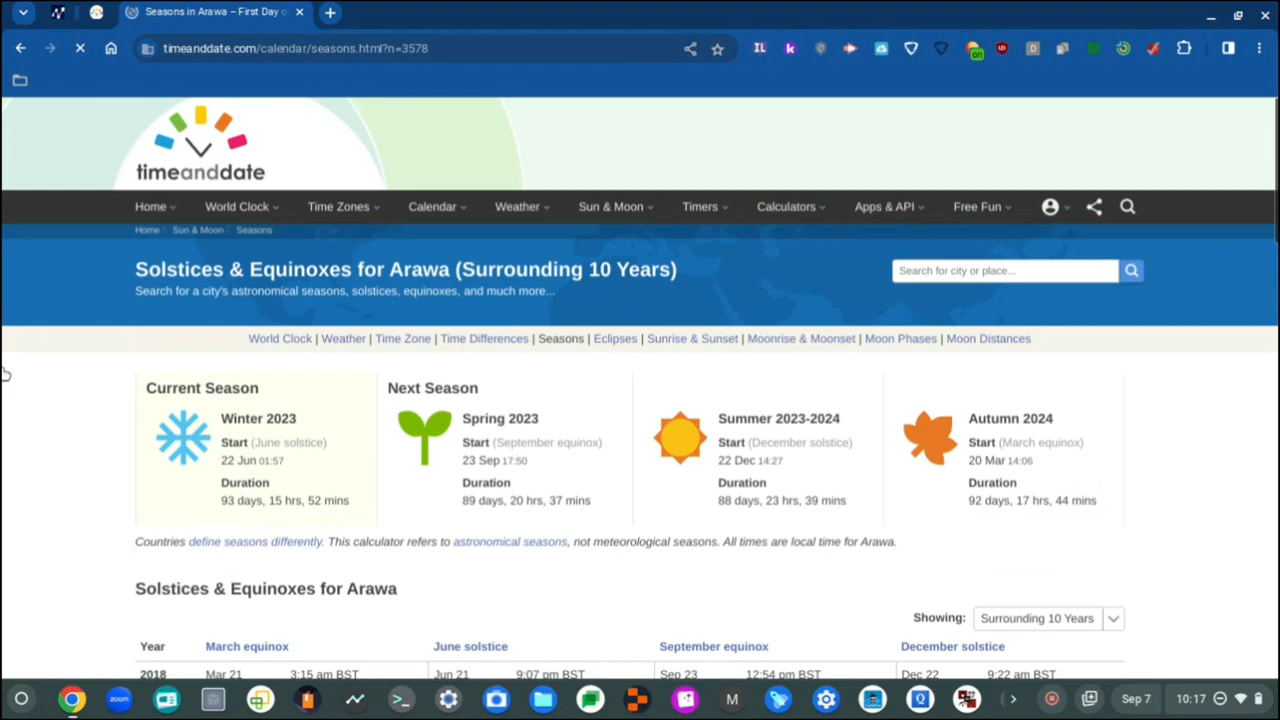 Seasons in Arawa – First Day o
timeanddate.com/calendar/seasons.html?n=3578
IL
k
on
D
timeanddate
Home World Clock Time Zones Calendar Weather Sun & Moon Timers Calculators Apps & API Free Fun
Home / Sun & Moon / Seasons
Solstices & Equinoxes for Arawa (Surrounding 10 Years)
Search for city or place...
Search for a city's astronomical seasons, solstices, equinoxes, and much more...
World Clock | Weather | Time Zone | Time Differences | Seasons | Eclipses | Sunrise & Sunset | Moonrise & Moonset | Moon Phases | Moon Distances
Current Season
Winter 2023
Start (June solstice)
22 Jun 01:57
Duration
93 days, 15 hrs, 52 mins
Next Season
Spring 2023
Start (September equinox)
23 Sep 17:50
Duration
89 days, 20 hrs, 37 mins
Summer 2023-2024
Start (December solstice)
22 Dec 14:27
Duration
88 days, 23 hrs, 39 mins
Autumn 2024
Start (March equinox)
20 Mar 14:06
Duration
92 days, 17 hrs, 44 mins
Countries define seasons differently. This calculator refers to astronomical seasons, not meteorological seasons. All times are local time for Arawa.
Solstices & Equinoxes for Arawa
Showing: Surrounding 10 Years
Year March equinox June solstice September equinox December solstice
2018 Mar 21 3:15 am BST Jun 21 9:07 pm BST Sep 23 12:54 pm BST Dec 22 9:22 am BST
zoom
M
Q
Sep 7 10:17